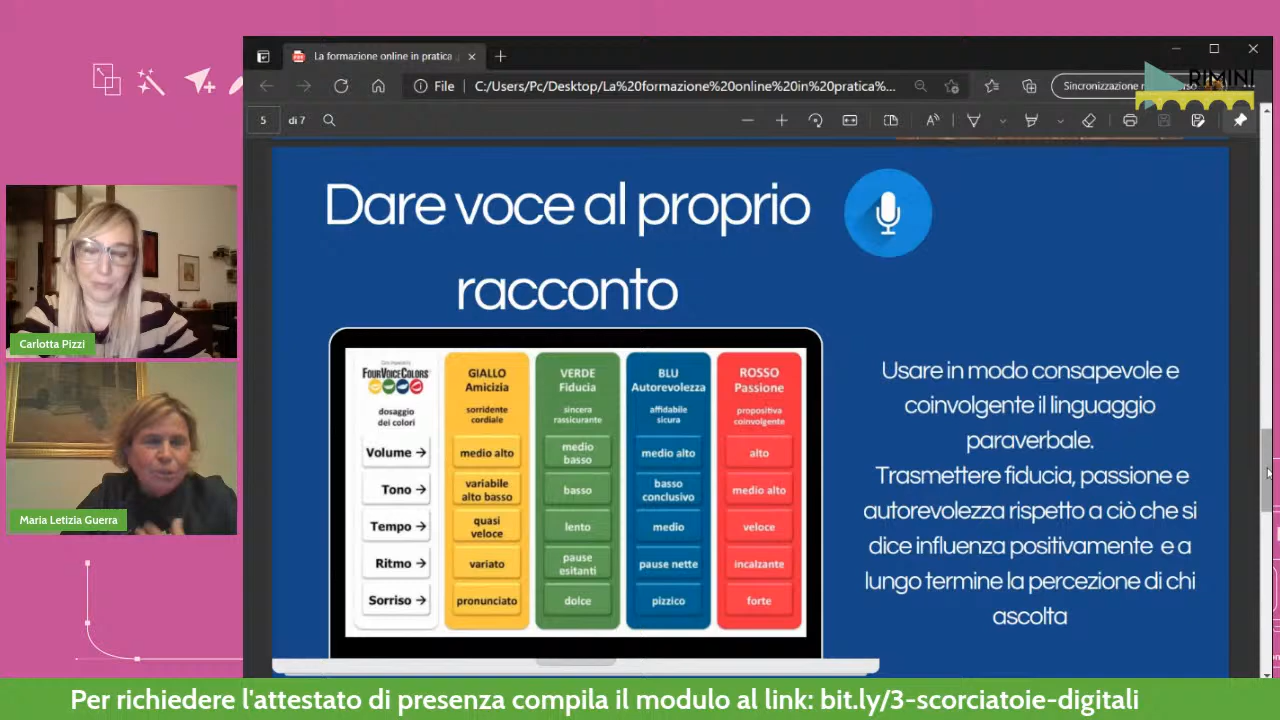 La formazione online in pratica
File
C:/Users/Pc/Desktop/La%20formazione%20online%20in%20pratica%...
Sincronizzazione
RIMINI
5
di 7
Dare voce al proprio
racconto
FourVoiceColors
dosaggio
dei colori
GIALLO
Amicizia
sorridente
cordiale
VERDE
Fiducia
sincera
rassicurante
BLU
Autorevolezza
affidabile
sicura
ROSSO
Passione
propositiva
coinvolgente
Volume →
medio alto
medio
basso
medio alto
alto
Tono →
variabile
alto basso
basso
basso
conclusivo
medio alto
Tempo →
quasi
veloce
lento
medio
veloce
Ritmo →
variato
pause
esitanti
pause nette
incalzante
Sorriso →
pronunciato
dolce
pizzico
forte
Usare in modo consapevole e
coinvolgente il linguaggio
paraverbale.
Trasmettere fiducia, passione e
autorevolezza rispetto a ciò che si
dice influenza positivamente e a
lungo termine la percezione di chi
ascolta
Carlotta Pizzi
Maria Letizia Guerra
Per richiedere l'attestato di presenza compila il modulo al link: bit.ly/3-scorciatoie-digitali